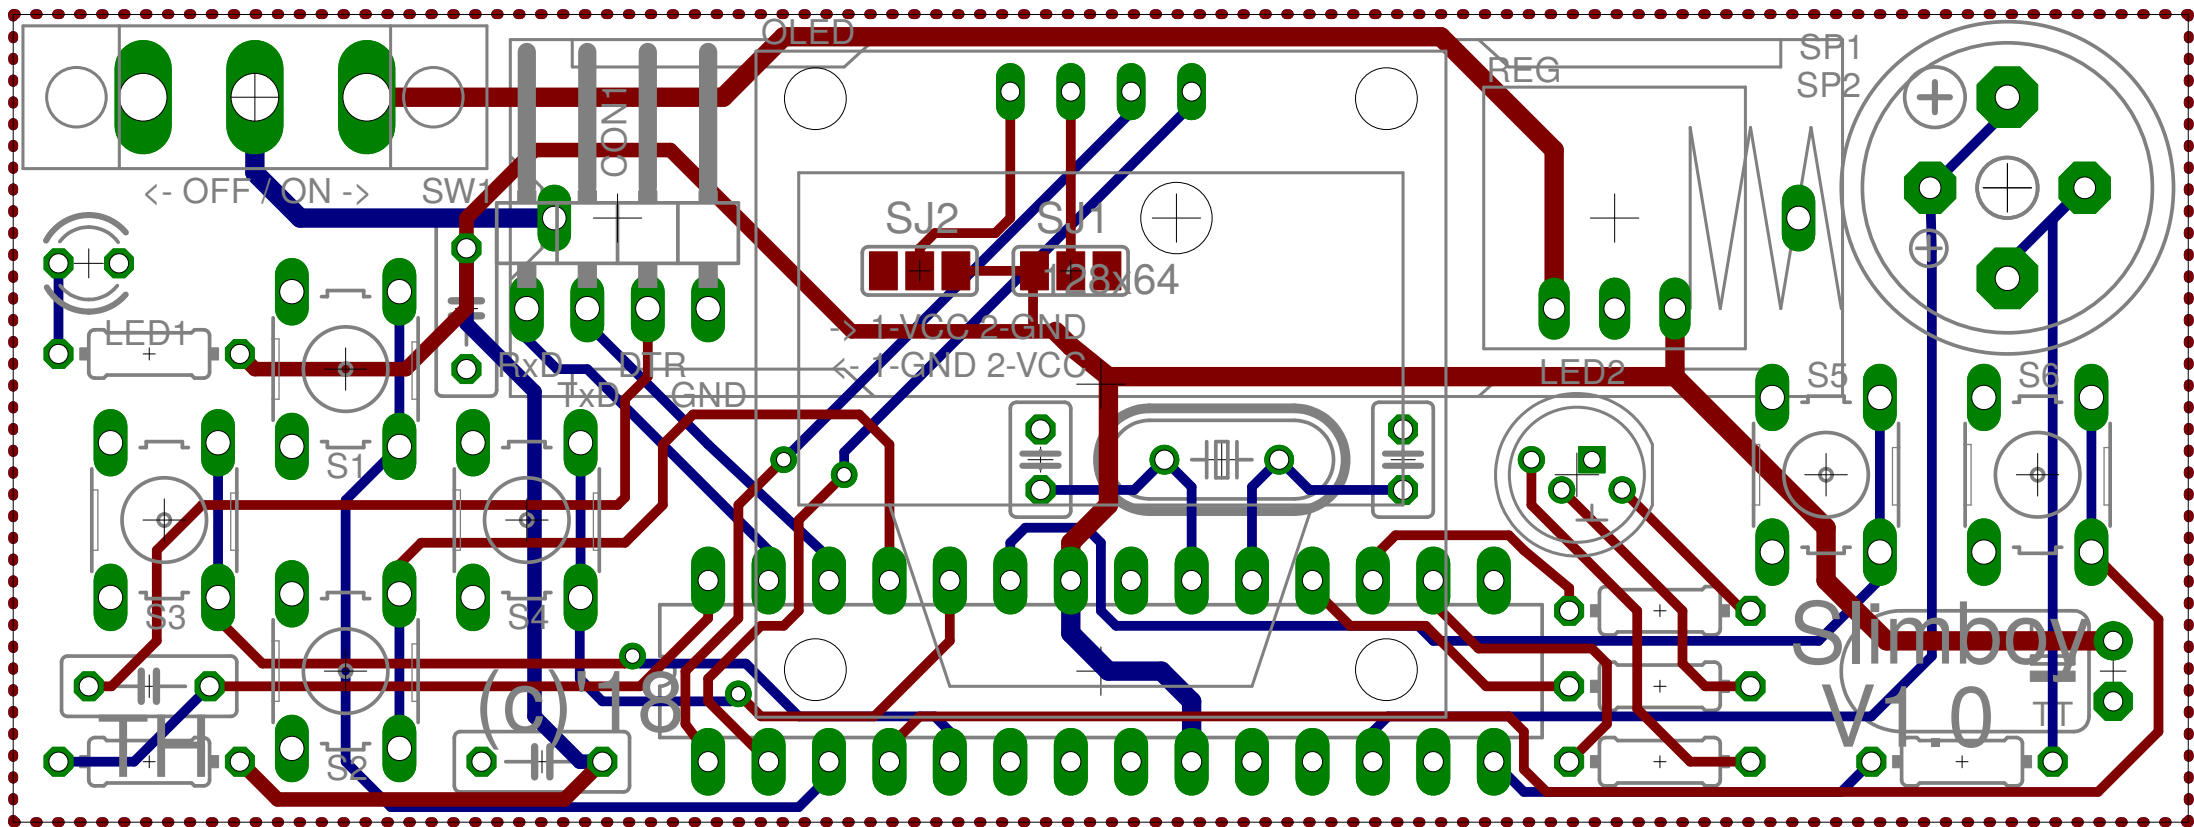 OLED
SP1
SP2
REG
CON1
<- OFF / ON ->
SW1
SJ2
SJ1
128x64
LED1
-> 1-VCC 2-GND
<- 1-GND 2-VCC
RxD
DTR
TxD
GND
LED2
S5
S6
S1
S3
S4
S2
TH
(c)'18
Slimboy
V1.0
TT